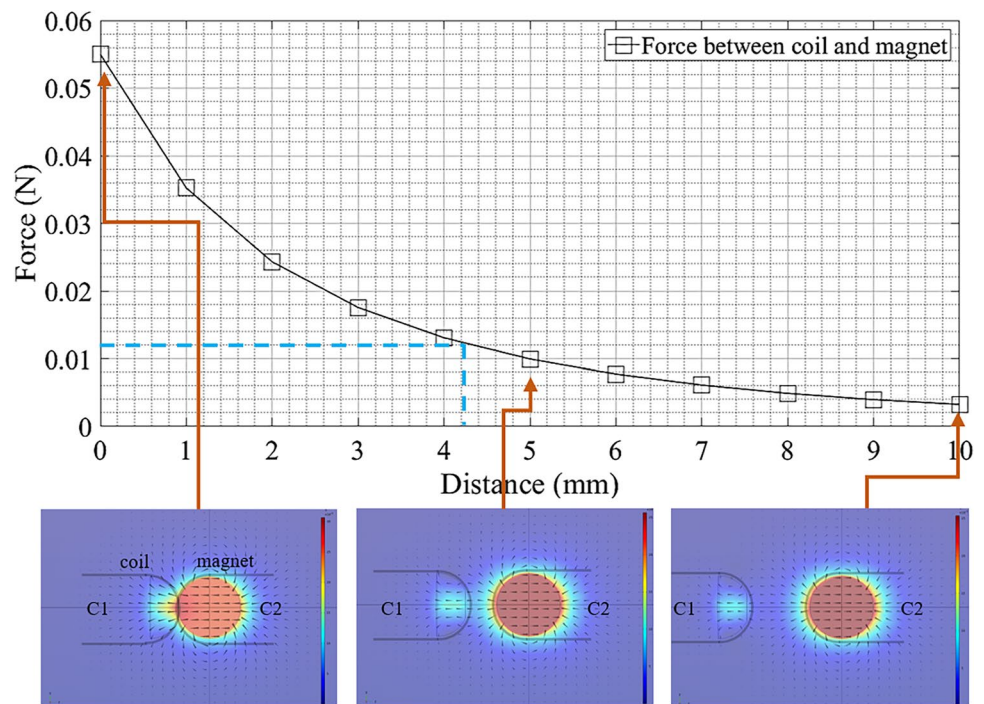 0.06
Force between coil and magnet
0.05
0.04
0.03
0.02
0.01
0
Force (N)
0 1 2 3 4 5 6 7 8 9 10
Distance (mm)
coil magnet
C1 C2
C1 C2
C1 C2